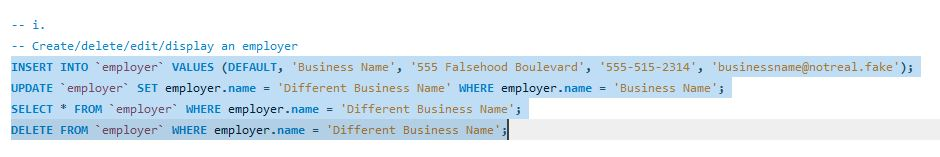 -- i.
-- Create/delete/edit/display an employer
INSERT INTO `employer` VALUES (DEFAULT, 'Business Name', '555 Falsehood Boulevard', '555-515-2314', 'businessname@notreal.fake');
UPDATE `employer` SET employer.name = 'Different Business Name' WHERE employer.name = 'Business Name';
SELECT * FROM `employer` WHERE employer.name = 'Different Business Name';
DELETE FROM `employer` WHERE employer.name = 'Different Business Name';